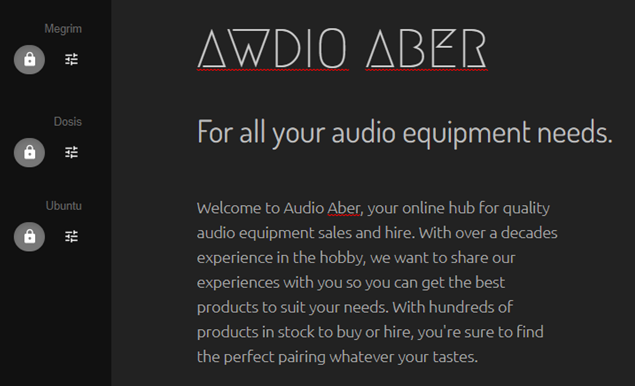 Megrim
AWDIO ABER
Dosis
For all your audio equipment needs.
Ubuntu
Welcome to Audio Aber, your online hub for quality
audio equipment sales and hire. With over a decades
experience in the hobby, we want to share our
experiences with you so you can get the best
products to suit your needs. With hundreds of
products in stock to buy or hire, you're sure to find
the perfect pairing whatever your tastes.